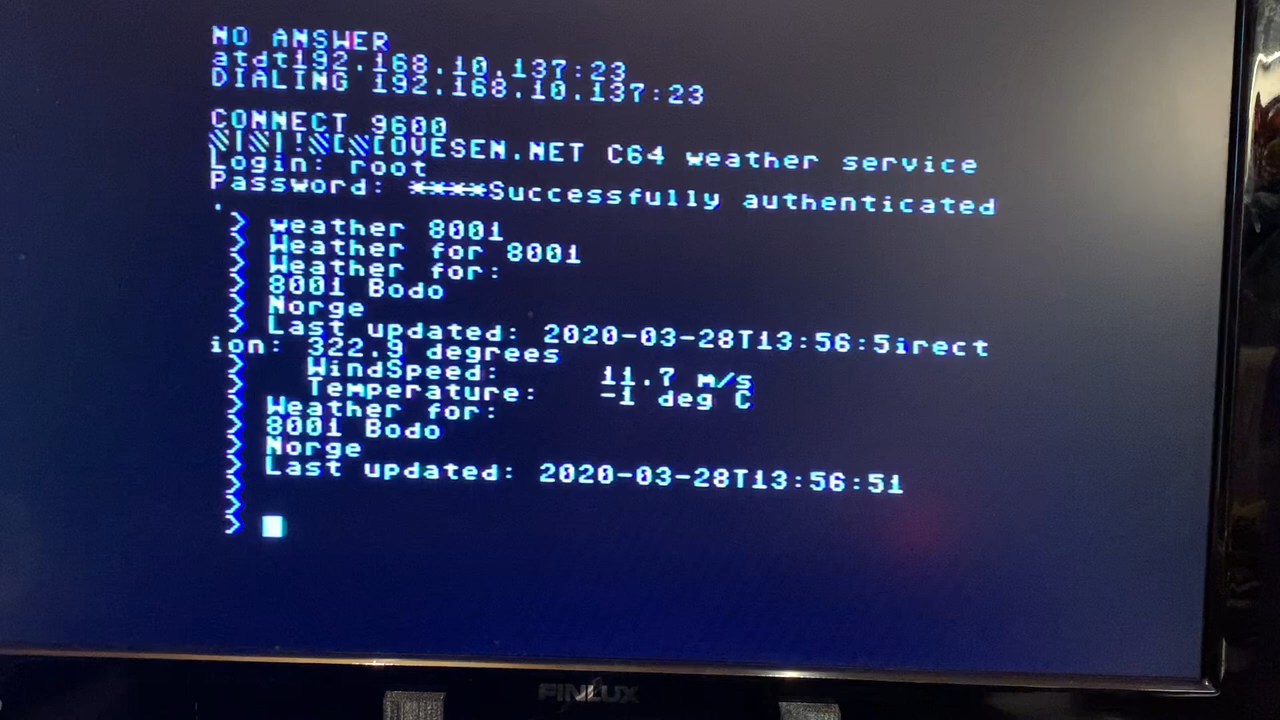 NO ANSWER
atdt192.168.10.137:23
DIALING 192.168.10.137:23
CONNECT 9600
OVESEN.NET C64 weather service
Login: root
Password: ****Successfully authenticated
.
> weather 8001
> Weather for 8001
> Weather for:
> 8001 Bodo
> Norge
> Last updated: 2020-03-28T13:56:5irect
ion: 322.9 degrees
> WindSpeed: 11.7 m/s
> Temperature: -1 deg C
> Weather for:
> 8001 Bodo
> Norge
> Last updated: 2020-03-28T13:56:51
>
>
FINLUX